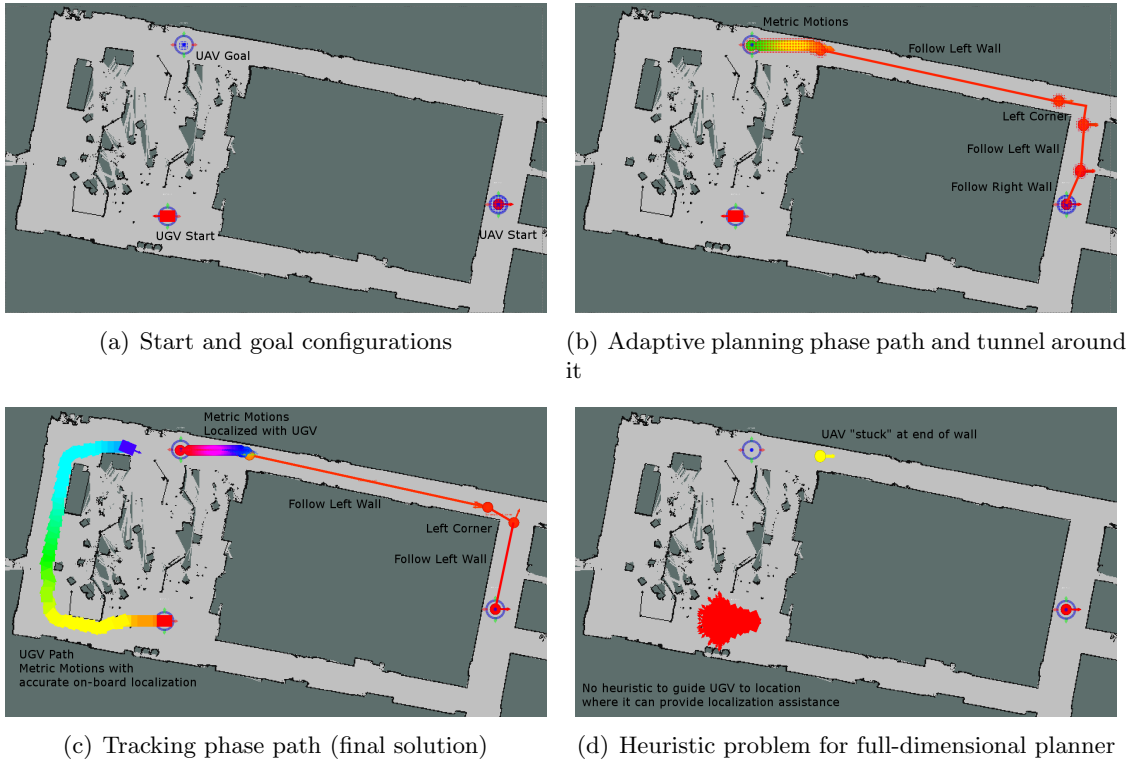 UAV Goal
UGV Start
UAV Start
(a) Start and goal configurations
Metric Motions
Follow Left Wall
Left Corner
Follow Left Wall
Follow Right Wall
(b) Adaptive planning phase path and tunnel around
it
Metric Motions
Localized with UGV
Follow Left Wall
Left Corner
Follow Left Wall
UGV Path
Metric Motions with
accurate on-board localization
(c) Tracking phase path (final solution)
UAV "stuck" at end of wall
No heuristic to guide UGV to location
where it can provide localization assistance
(d) Heuristic problem for full-dimensional planner